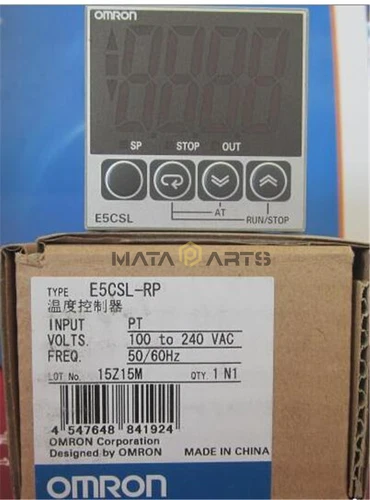 OMRON
8888
8888
SP STOP OUT
E5CSL
AT
RUN/STOP
MATA PARTS
TYPE E5CSL-RP
温度控制器
INPUT PT
VOLTS. 100 to 240 VAC
FREQ. 50/60Hz
LOT No. 15Z15M QTY. 1 N1
4 547648 841924
OMRON Corporation
Designed by OMRON MADE IN CHINA
OMRON